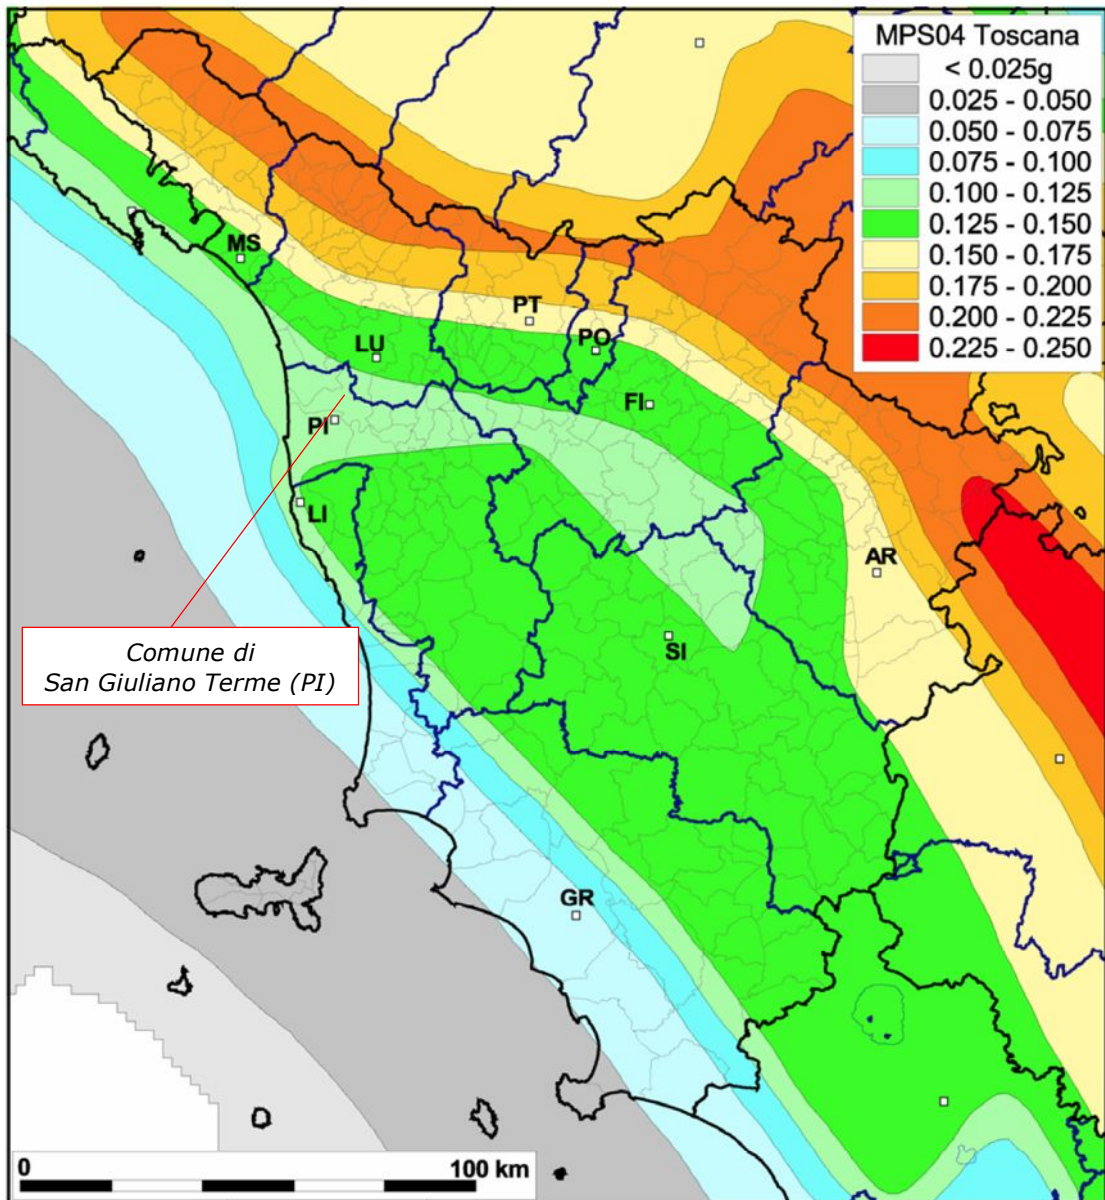 MPS04 Toscana
< 0.025g
0.025 - 0.050
0.050 - 0.075
0.075 - 0.100
0.100 - 0.125
0.125 - 0.150
0.150 - 0.175
0.175 - 0.200
0.200 - 0.225
0.225 - 0.250
MS
PT
PO
LU
FI
PI
LI
AR
SI
Comune di
San Giuliano Terme (PI)
GR
0 100 km